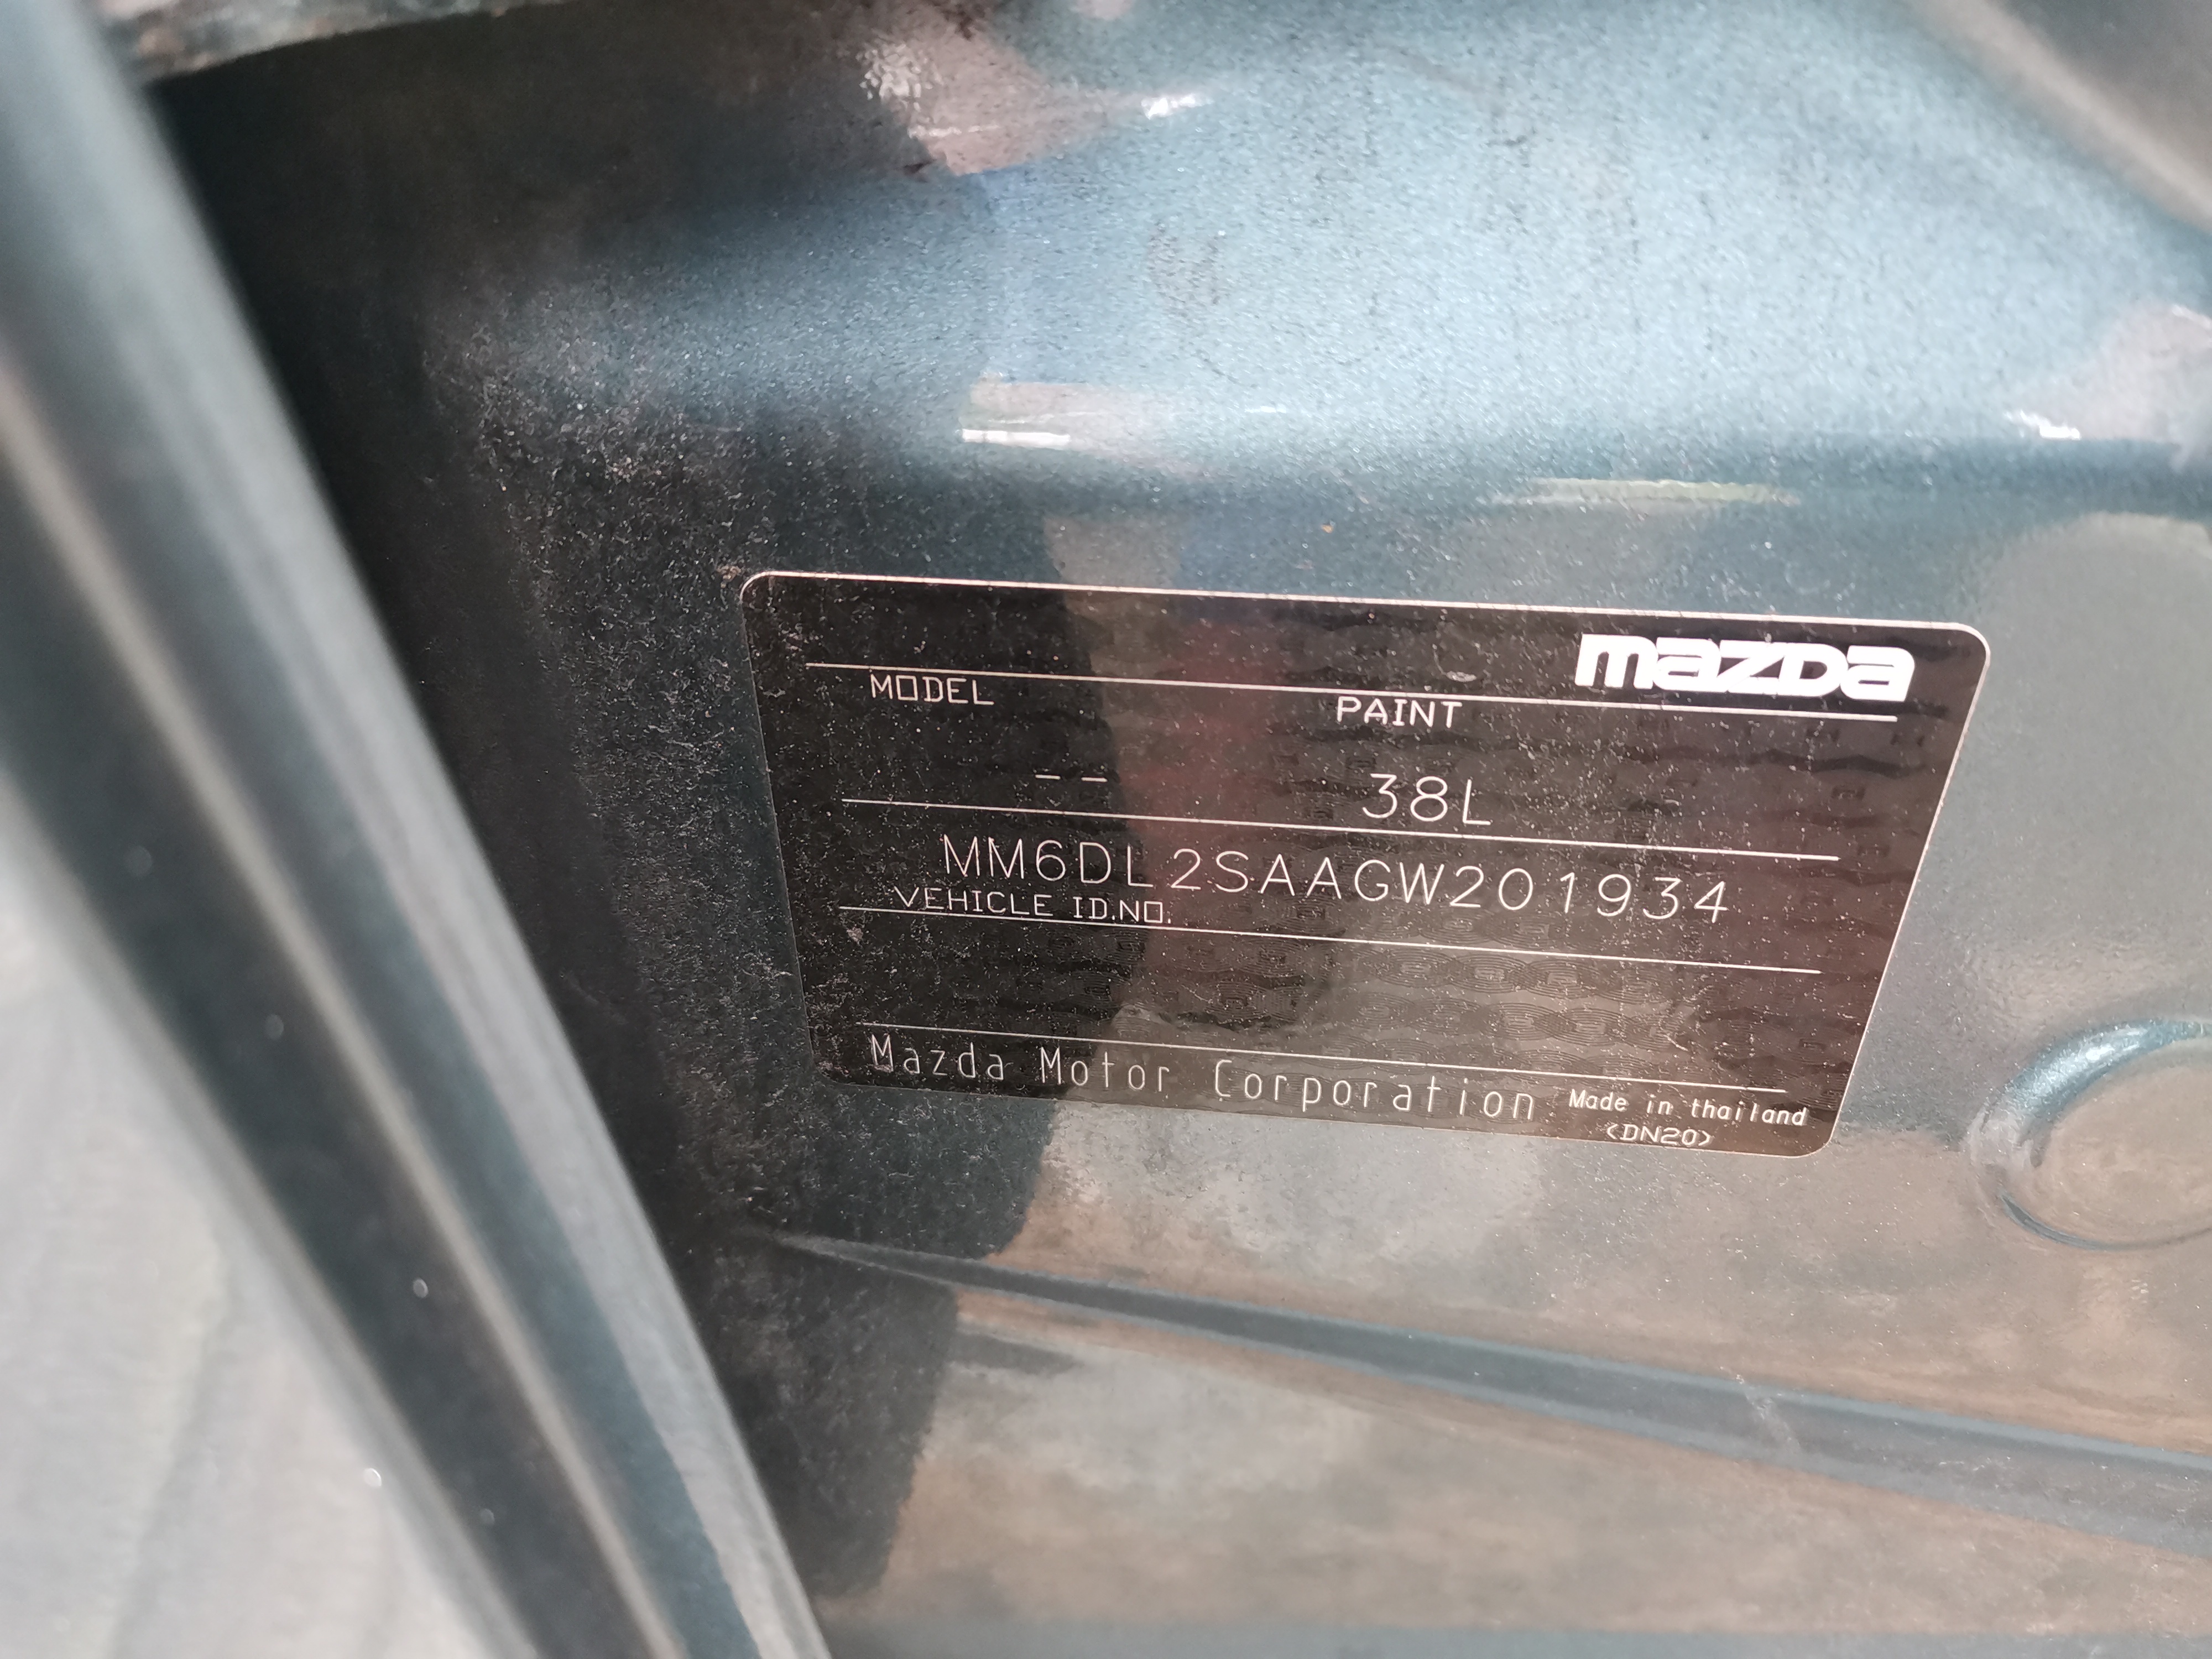 mazda
MODEL PAINT
-- 38L
MM6DL2SAAGW201934
VEHICLE ID.NO.
Mazda Motor Corporation Made in thailand
<DN20>